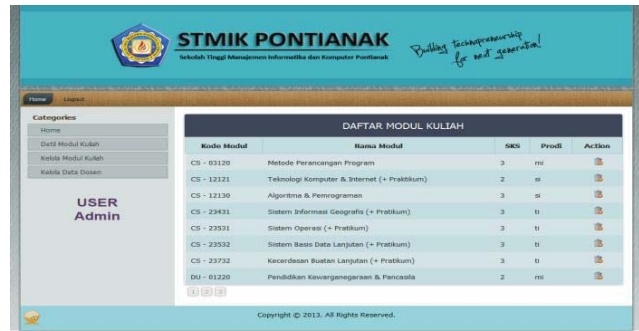 STMIK PONTIANAK
Sekolah Tinggi Manajemen Informatika dan Komputer Pontianak
Building technopreneurship
for next generation!
Home Logout
Categories
Home
Detil Modul Kuliah
Kelola Modul Kuliah
Kelola Data Dosen
USER
Admin
DAFTAR MODUL KULIAH
Kode Modul Nama Modul SKS Prodi Action
CS - 03120 Metode Perancangan Program 3 mi
CS - 12121 Teknologi Komputer & Internet (+ Praktikum) 2 si
CS - 12130 Algoritma & Pemrograman 3 si
CS - 23431 Sistem Informasi Geografis (+ Pratikum) 3 ti
CS - 23531 Sistem Operasi (+ Pratikum) 3 ti
CS - 23532 Sistem Basis Data Lanjutan (+ Pratikum) 3 ti
CS - 23732 Kecerdasan Buatan Lanjutan (+ Pratikum) 3 ti
DU - 01220 Pendidikan Kewarganegaraan & Pancasila 2 mi
1 2 3
Copyright © 2013. All Rights Reserved.